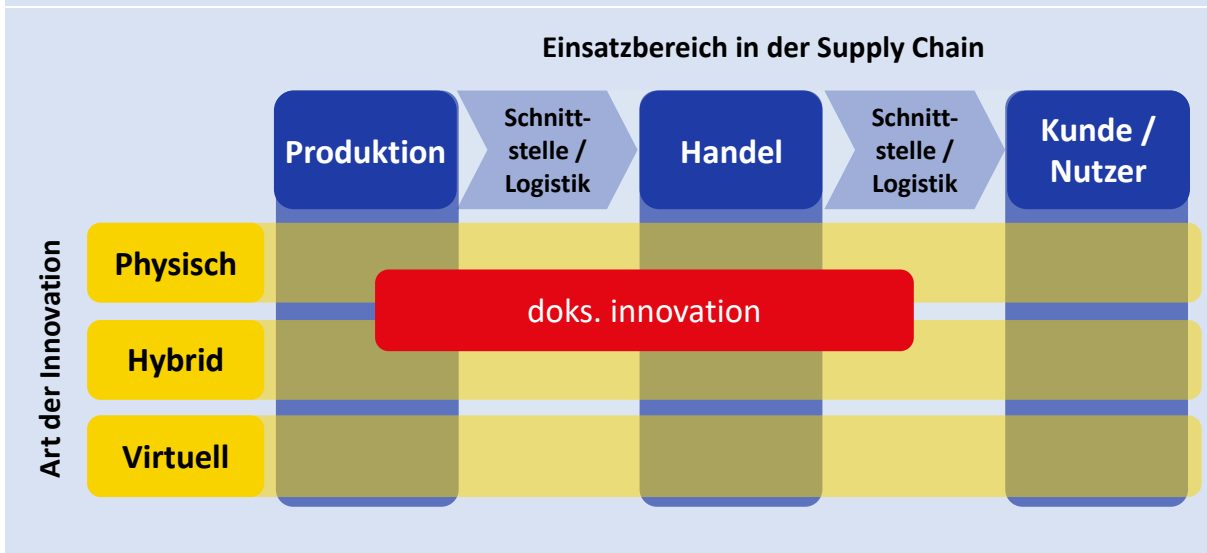 Einsatzbereich in der Supply Chain
Produktion
Schnitt-
stelle /
Logistik
Handel
Schnitt-
stelle /
Logistik
Kunde /
Nutzer
Art der Innovation
Physisch
doks. innovation
Hybrid
Virtuell